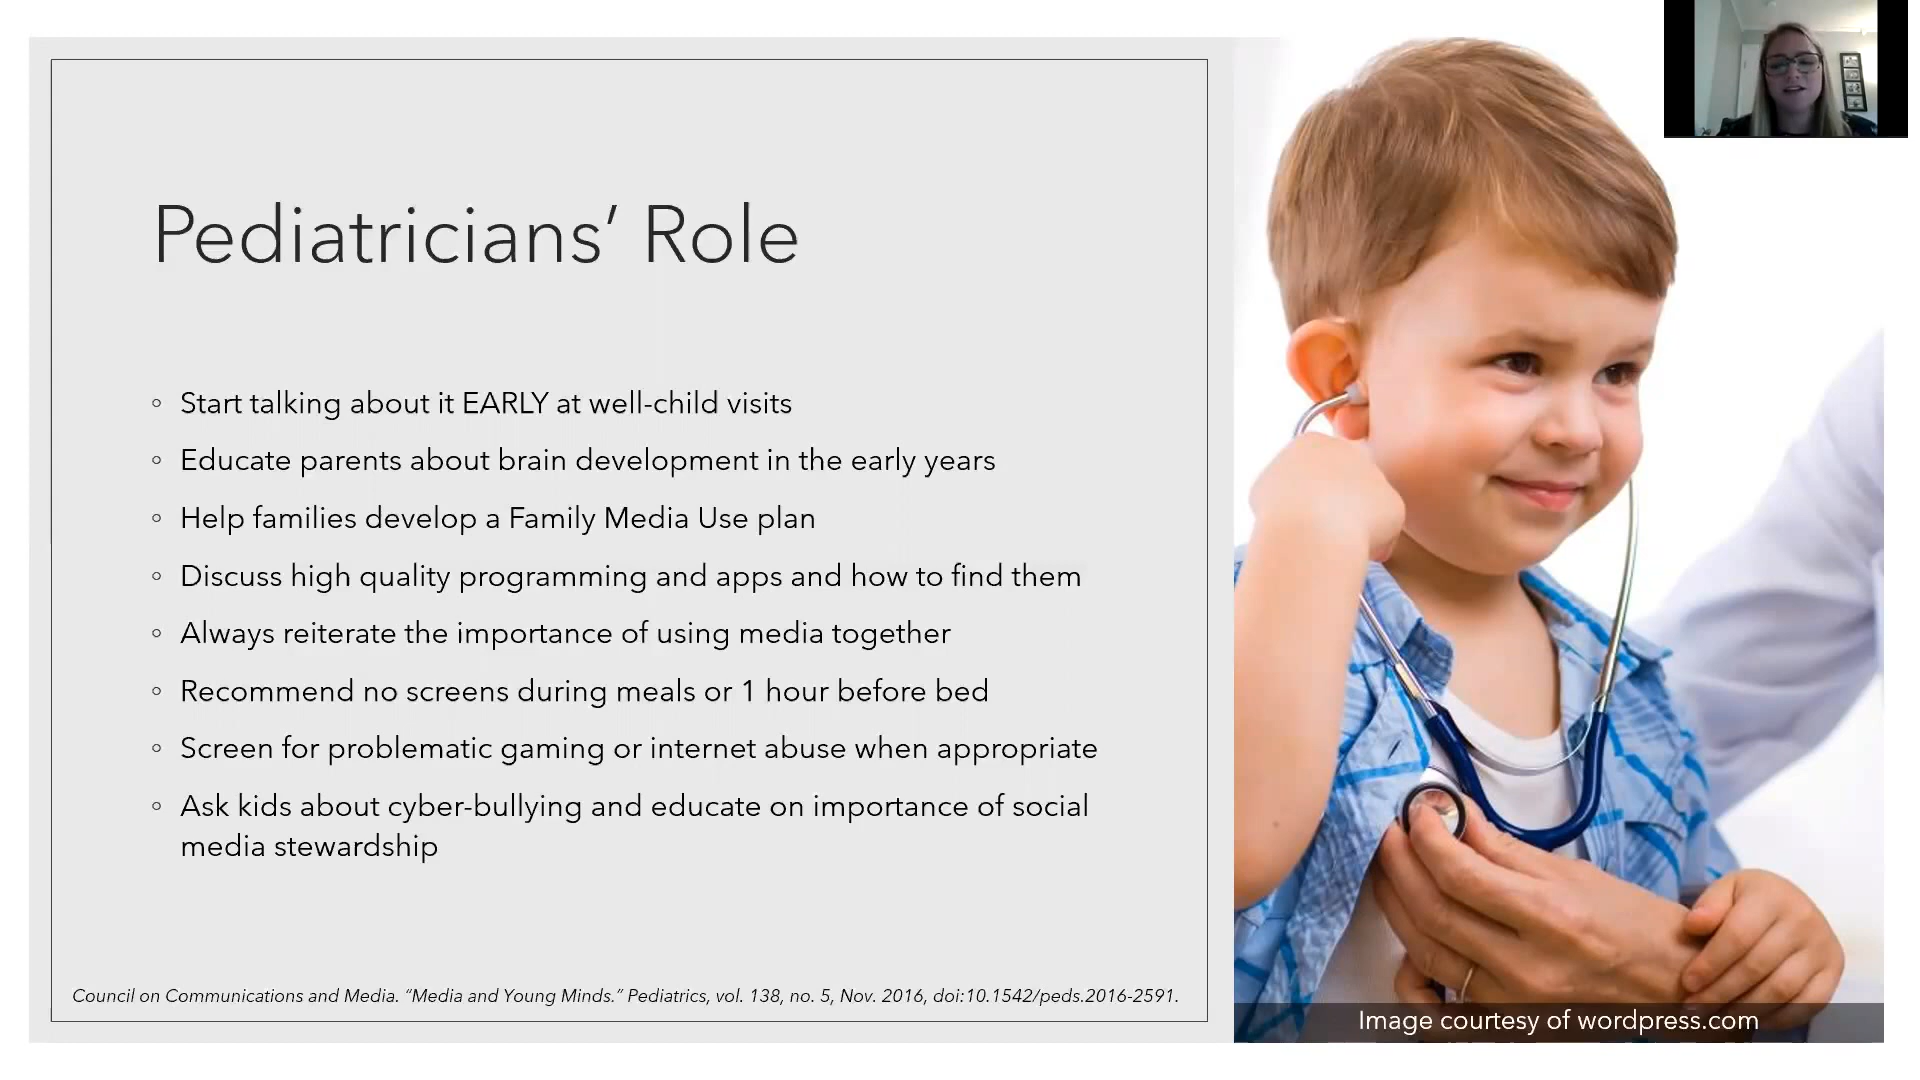 Pediatricians’ Role
◦ Start talking about it EARLY at well-child visits
◦ Educate parents about brain development in the early years
◦ Help families develop a Family Media Use plan
◦ Discuss high quality programming and apps and how to find them
◦ Always reiterate the importance of using media together
◦ Recommend no screens during meals or 1 hour before bed
◦ Screen for problematic gaming or internet abuse when appropriate
◦ Ask kids about cyber-bullying and educate on importance of social
media stewardship
Council on Communications and Media. “Media and Young Minds.” Pediatrics, vol. 138, no. 5, Nov. 2016, doi:10.1542/peds.2016-2591.
Image courtesy of wordpress.com